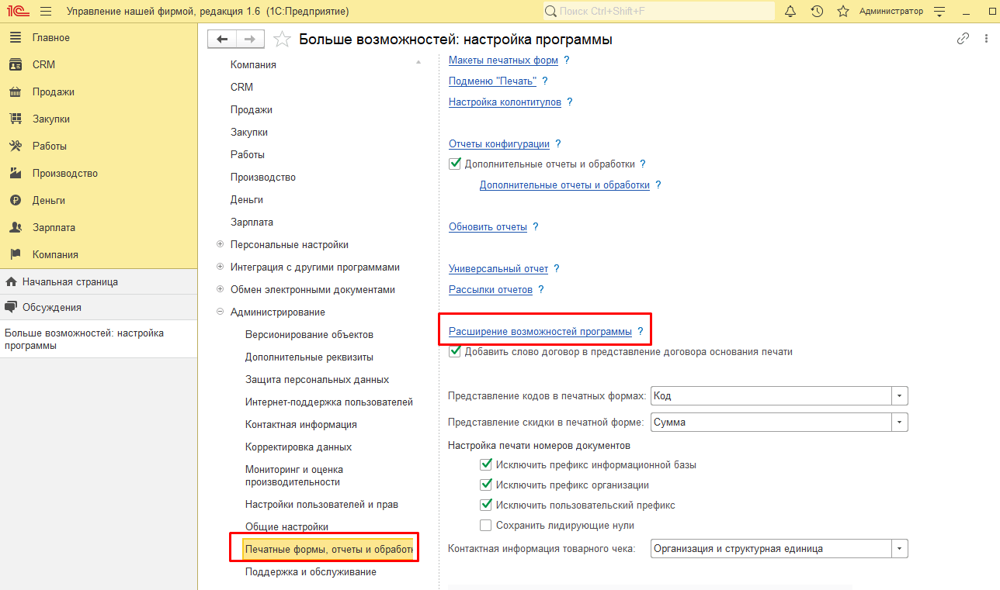 1С Управление нашей фирмой, редакция 1.6 (1С:Предприятие)
Поиск Ctrl+Shift+F
Администратор
Главное
CRM
Продажи
Закупки
Работы
Производство
Деньги
Зарплата
Компания
Начальная страница
Обсуждения
Больше возможностей: настройка
программы
Больше возможностей: настройка программы
Компания
CRM
Продажи
Закупки
Работы
Производство
Деньги
Зарплата
Персональные настройки
Интеграция с другими программами
Обмен электронными документами
Администрирование
Версионирование объектов
Дополнительные реквизиты
Защита персональных данных
Интернет-поддержка пользователей
Контактная информация
Корректировка данных
Мониторинг и оценка
производительности
Настройки пользователей и прав
Общие настройки
Печатные формы, отчеты и обработк
Поддержка и обслуживание
Макеты печатных форм ?
Подменю "Печать" ?
Настройка колонтитулов ?
Отчеты конфигурации ?
Дополнительные отчеты и обработки ?
Дополнительные отчеты и обработки ?
Обновить отчеты ?
Универсальный отчет ?
Рассылки отчетов ?
Расширение возможностей программы ?
Добавить слово договор в представление договора основания печати
Представление кодов в печатных формах: Код
Представление скидки в печатной форме: Сумма
Настройка печати номеров документов
Исключить префикс информационной базы
Исключить префикс организации
Исключить пользовательский префикс
Сохранить лидирующие нули
Контактная информация товарного чека: Организация и структурная единица